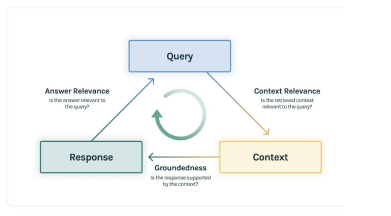 Query
Answer Relevance
Is the answer relevant to
the query?
Context Relevance
Is the retrieved context
relevant to the query?
Response
Groundedness
Is the response supported
by the context?
Context